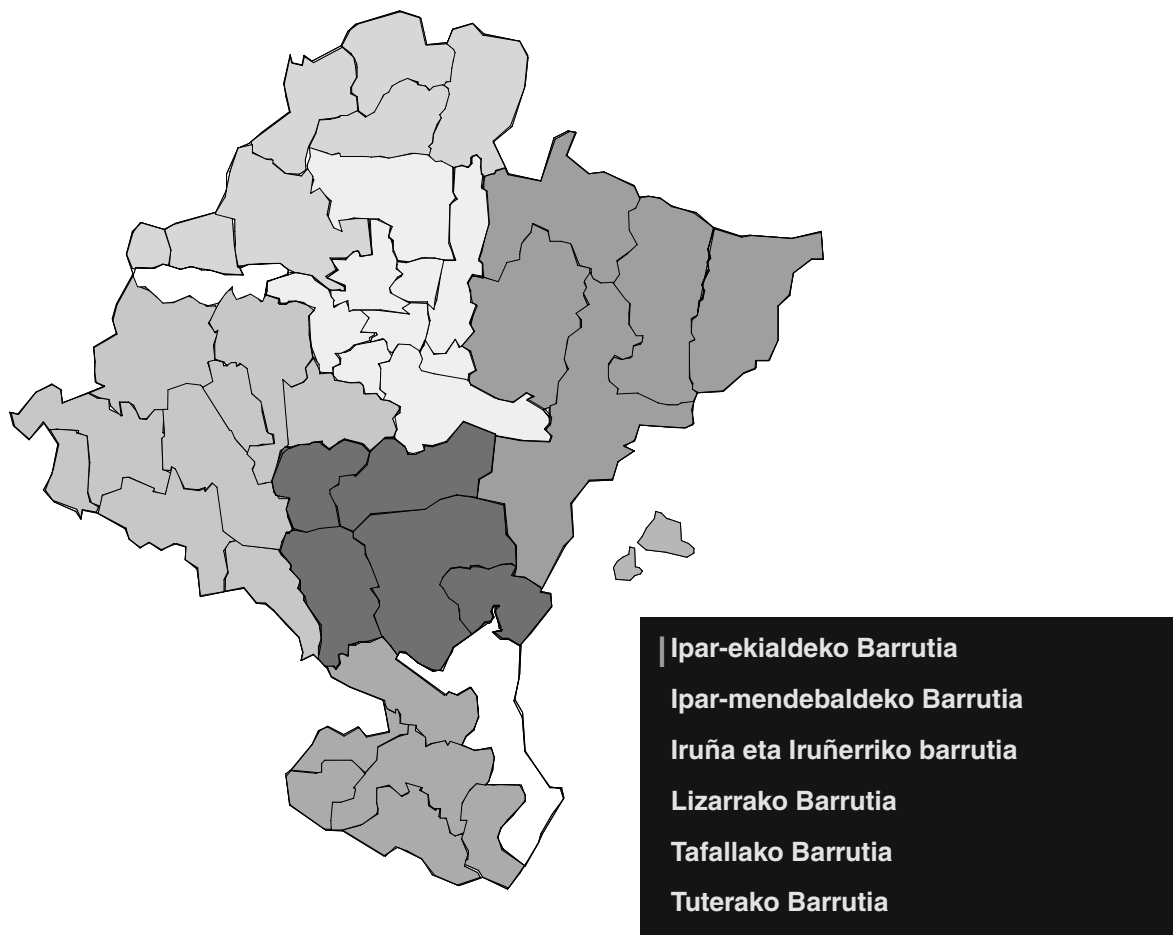 Ipar-ekialdeko Barrutia
Ipar-mendebaldeko Barrutia
Iruña eta Iruñerriko barrutia
Lizarrako Barrutia
Tafallako Barrutia
Tuterako Barrutia